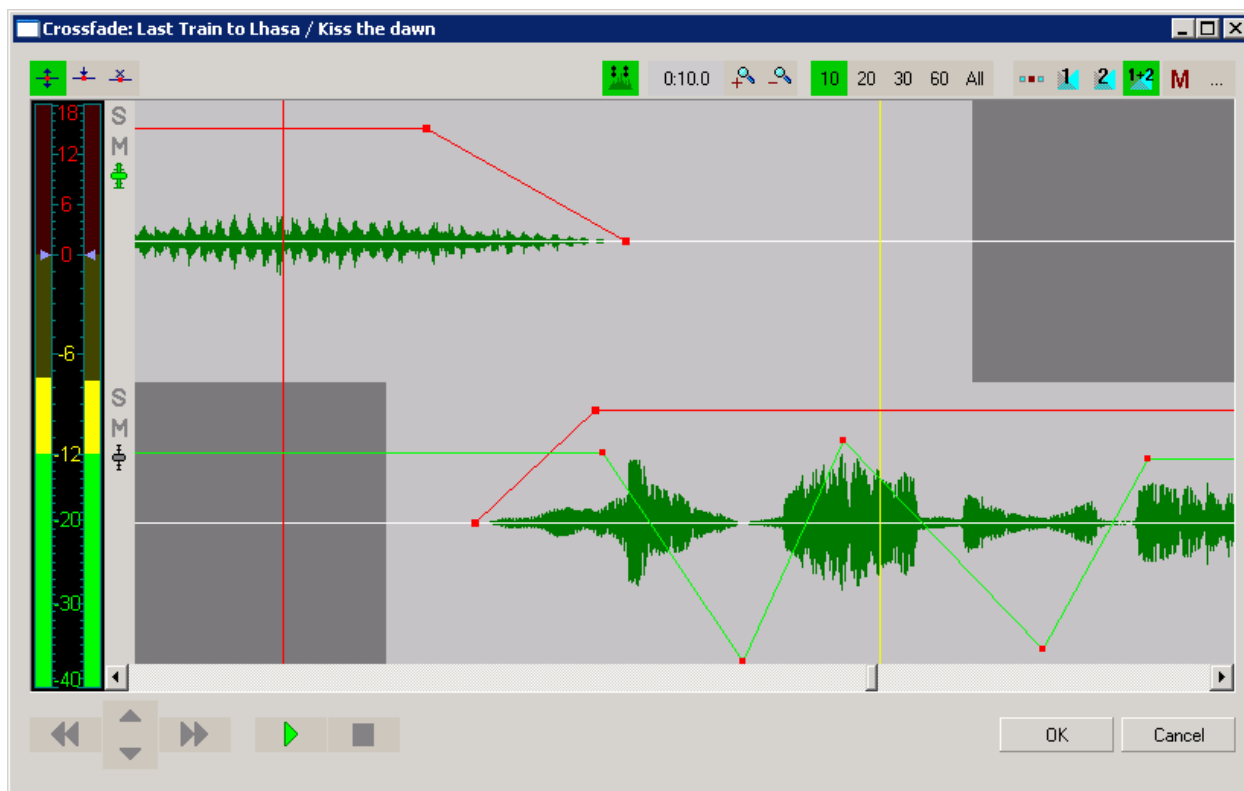 Crossfade: Last Train to Lhasa / Kiss the dawn
0:10.0 10 20 30 60 All 1 2 1+2 M ...
18
12
6
0
-6
-12
-20
-30
-40
S
M
S
M
OK Cancel